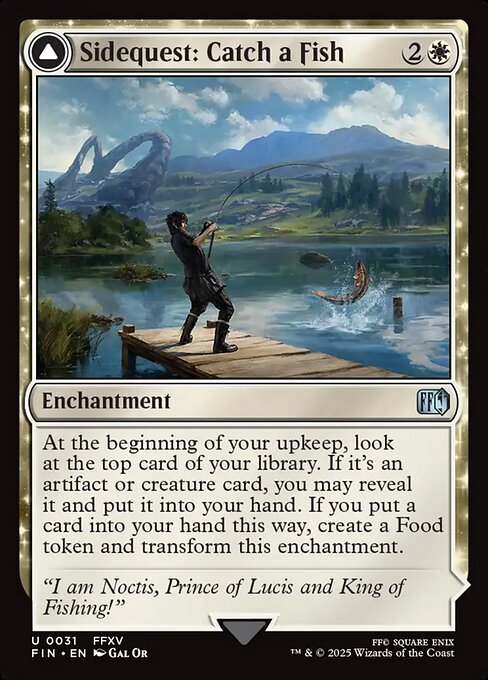 Sidequest: Catch a Fish 2
Enchantment
FF
At the beginning of your upkeep, look
at the top card of your library. If it's an
artifact or creature card, you may reveal
it and put it into your hand. If you put a
card into your hand this way, create a Food
token and transform this enchantment.
"I am Noctis, Prince of Lucis and King of
Fishing!"
U 0031 FFXV
FIN • EN Gal Or
FF© SQUARE ENIX
™ & © 2025 Wizards of the Coast